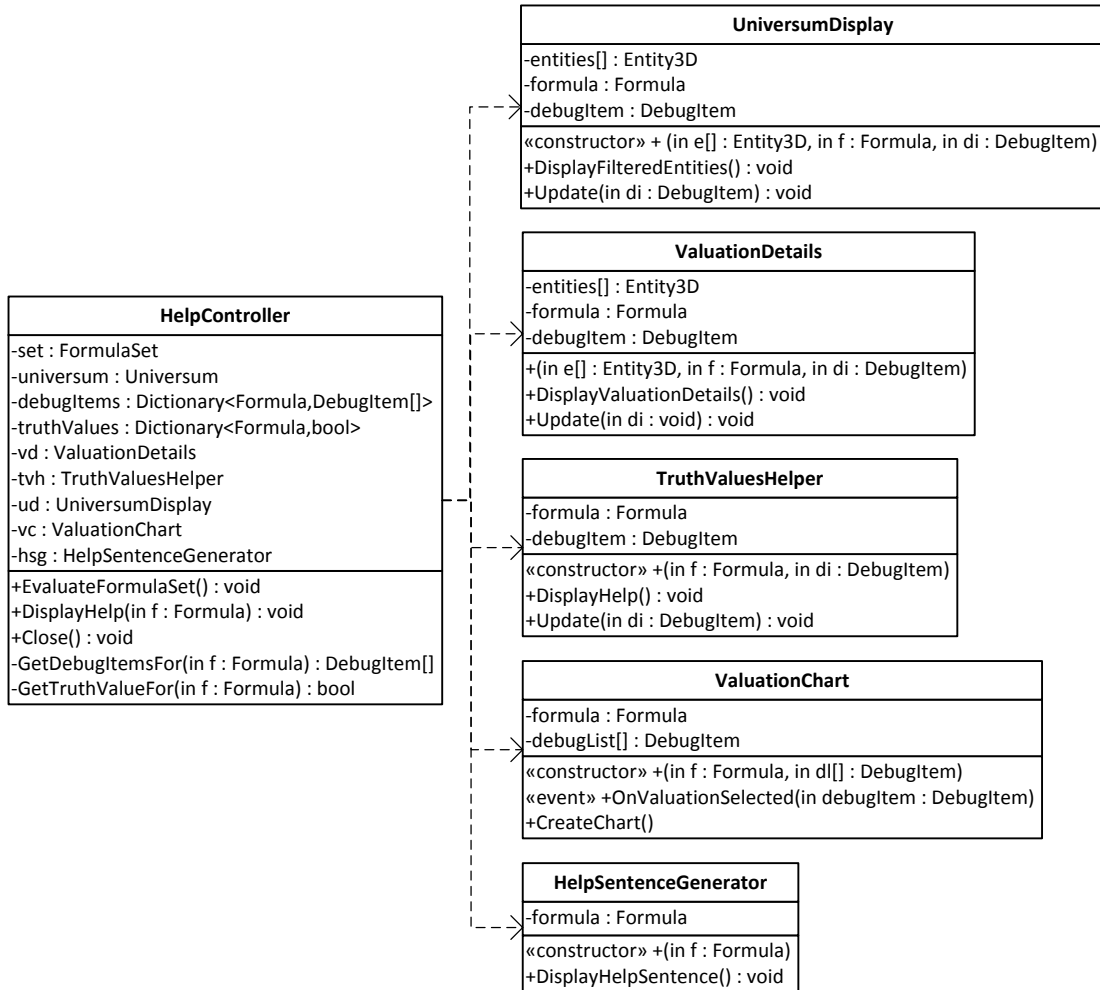 UniversumDisplay
-entities[] : Entity3D
-formula : Formula
-debugItem : DebugItem
«constructor» + (in e[] : Entity3D, in f : Formula, in di : DebugItem)
+DisplayFilteredEntities() : void
+Update(in di : DebugItem) : void
ValuationDetails
-entities[] : Entity3D
-formula : Formula
-debugItem : DebugItem
+(in e[] : Entity3D, in f : Formula, in di : DebugItem)
+DisplayValuationDetails() : void
+Update(in di : void) : void
HelpController
-set : FormulaSet
-universum : Universum
-debugItems : Dictionary<Formula,DebugItem[]>
-truthValues : Dictionary<Formula,bool>
-vd : ValuationDetails
-tvh : TruthValuesHelper
-ud : UniversumDisplay
-vc : ValuationChart
-hsg : HelpSentenceGenerator
+EvaluateFormulaSet() : void
+DisplayHelp(in f : Formula) : void
+Close() : void
-GetDebugItemsFor(in f : Formula) : DebugItem[]
-GetTruthValueFor(in f : Formula) : bool
TruthValuesHelper
-formula : Formula
-debugItem : DebugItem
«constructor» +(in f : Formula, in di : DebugItem)
+DisplayHelp() : void
+Update(in di : DebugItem) : void
ValuationChart
-formula : Formula
-debugList[] : DebugItem
«constructor» +(in f : Formula, in dl[] : DebugItem)
«event» +OnValuationSelected(in debugItem : DebugItem)
+CreateChart()
HelpSentenceGenerator
-formula : Formula
«constructor» +(in f : Formula)
+DisplayHelpSentence() : void